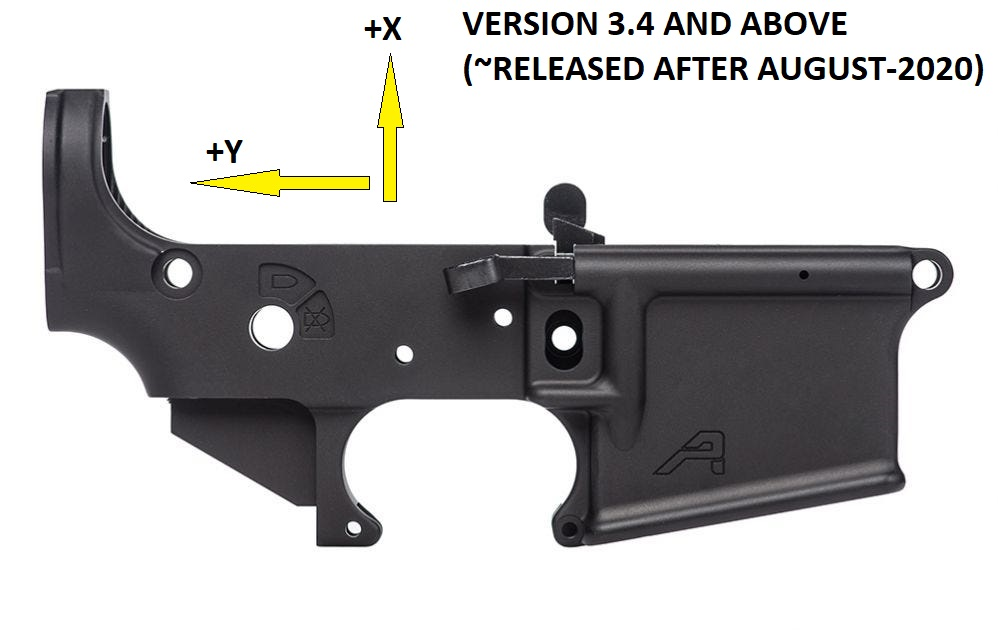 +X
VERSION 3.4 AND ABOVE
(~RELEASED AFTER AUGUST-2020)
+Y